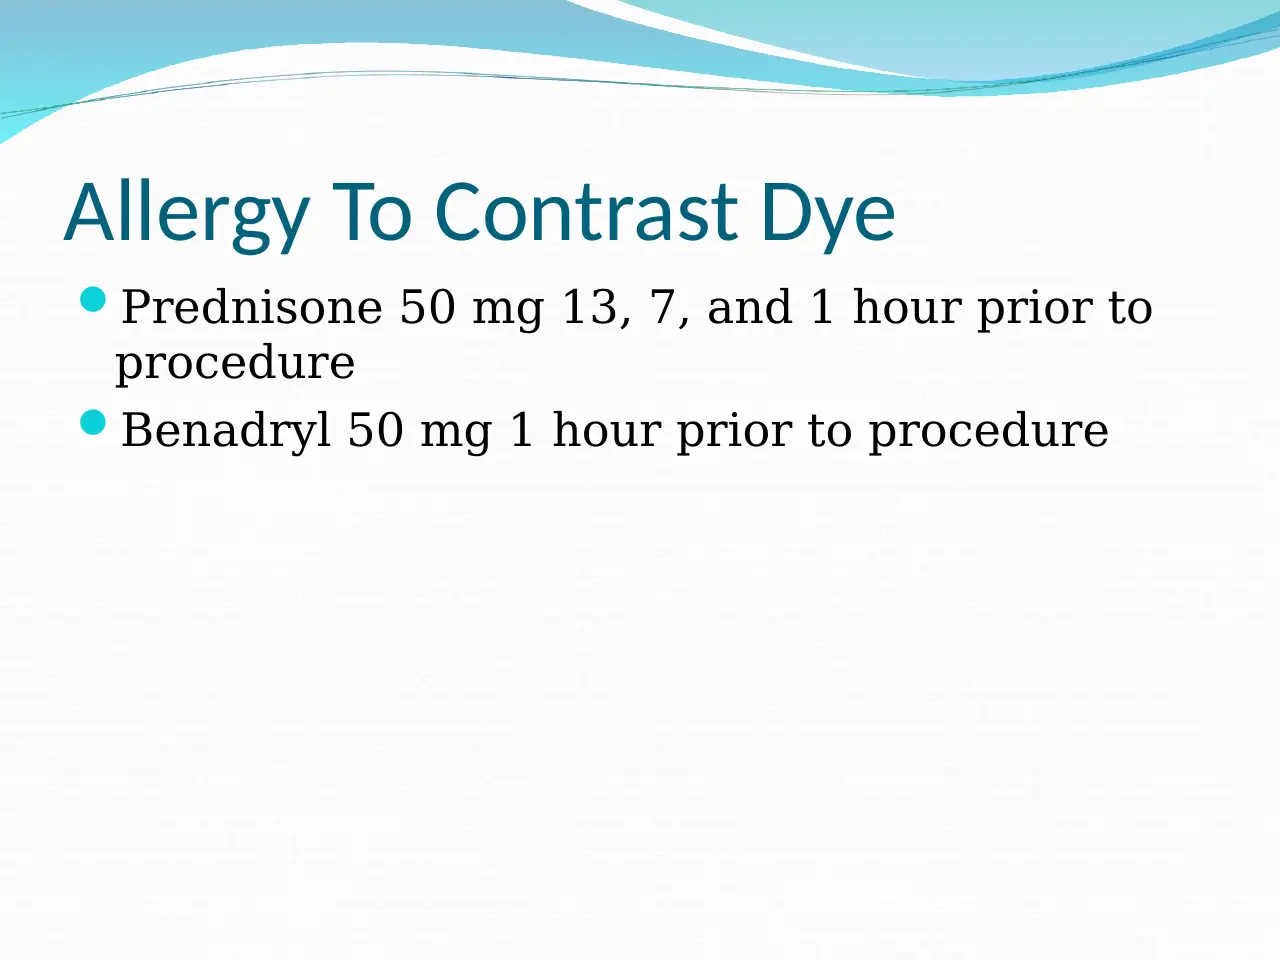 Allergy To Contrast Dye
Prednisone 50 mg 13, 7, and 1 hour prior to
procedure
Benadryl 50 mg 1 hour prior to procedure